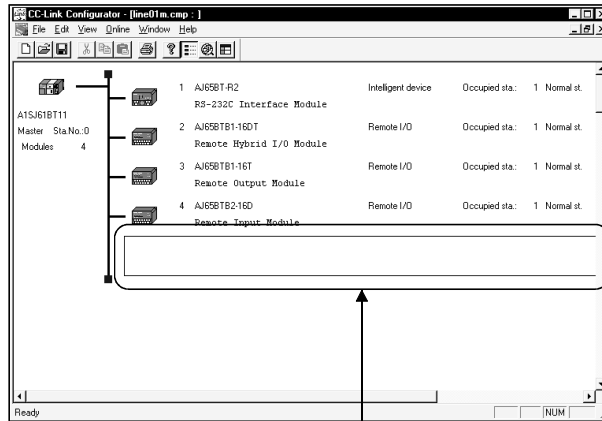 CC-Link Configurator - [line01m.cmp : ]
File Edit View Online Window Help
1 AJ65BT-R2 Intelligent device Occupied sta.: 1 Normal st.
RS-232C Interface Module
A1SJ61BT11
Master Sta.No.:0
Modules 4
2 AJ65BTB1-16DT Remote I/O Occupied sta.: 1 Normal st.
Remote Hybrid I/O Module
3 AJ65BTB1-16T Remote I/O Occupied sta.: 1 Normal st.
Remote Output Module
4 AJ65BTB2-16D Remote I/O Occupied sta.: 1 Normal st.
Remote Input Module
Ready NUM